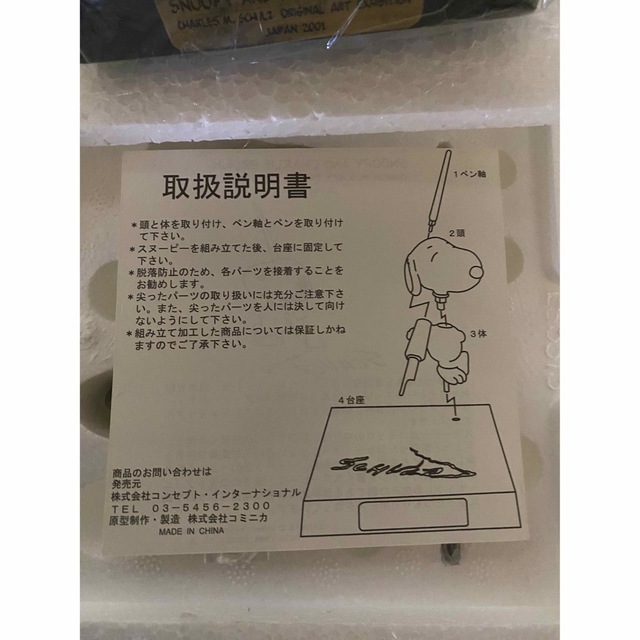 SNOOPY AND
CHARLES M. SCHULZ ORIGINAL ART EXHIBITION
JAPAN 2001
取扱説明書
1ペン軸
2頭
*頭と体を取り付け、ペン軸とペンを取り付け
て下さい。
*スヌーピーを組み立てた後、台座に固定して
下さい。
*脱落防止のため、各パーツを接着することを
お勧めします。
*尖ったパーツの取り扱いには充分ご注意下さ
い。また、尖ったパーツを人には決して向け
ないようにして下さい。
*組み立て加工した商品については保証しかね
ますのでご了承下さい。
3体
4台座
SCHULZ
商品のお問い合わせは
発売元
株式会社コンセプト・インターナショナル
TEL 03-5456-2300
原型制作・製造 株式会社コミニカ
MADE IN CHINA